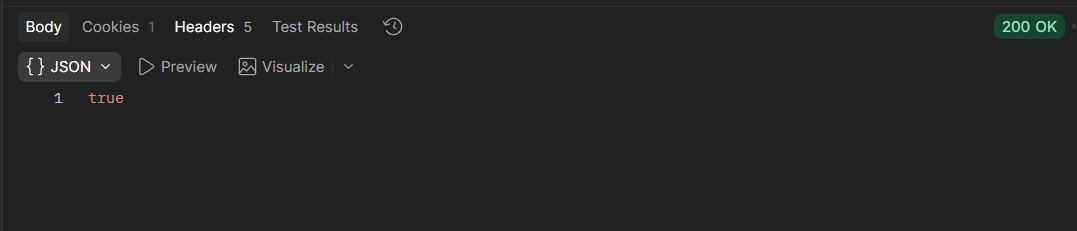 Body Cookies 1 Headers 5 Test Results 200 OK
{} JSON Preview Visualize
1 true